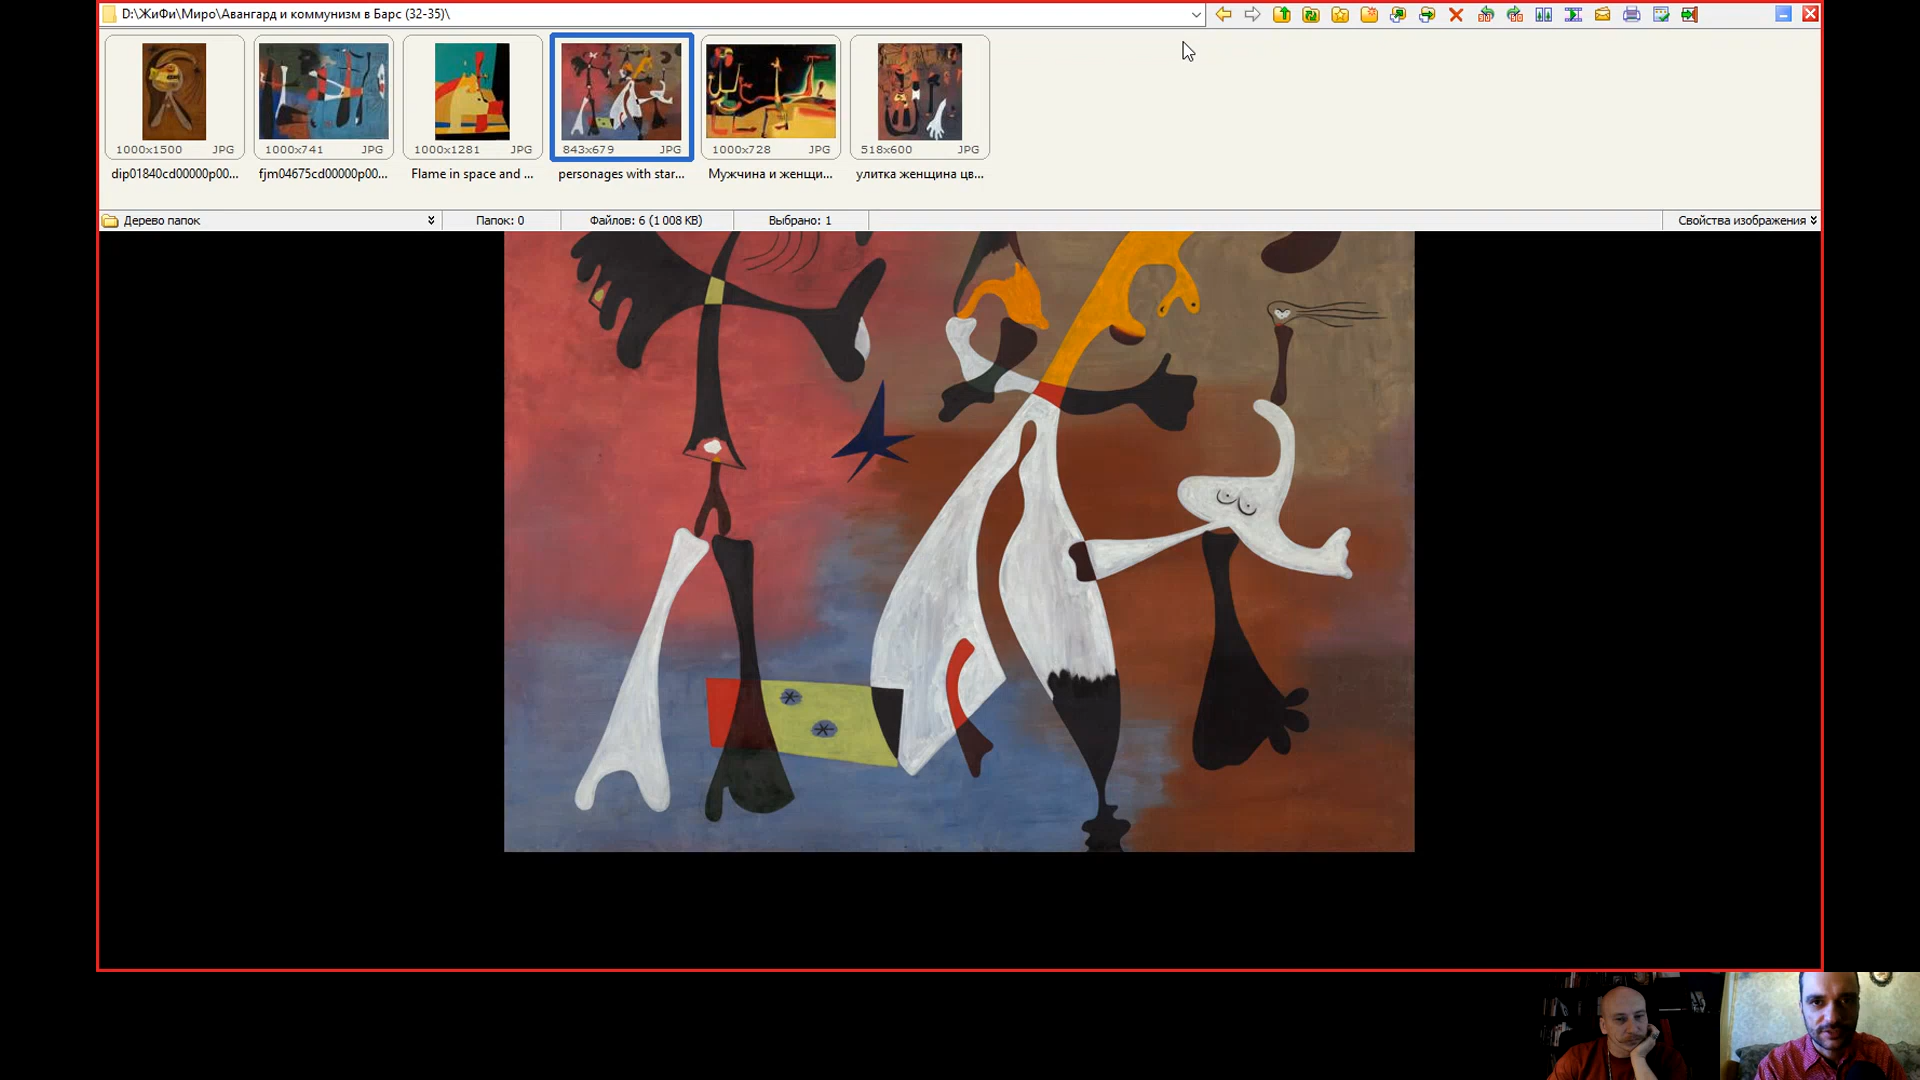 D:\ЖиФи\Миро\Авангард и коммунизм в Барс (32-35)\
1000x1500 JPG
1000x741 JPG
1000x1281 JPG
843x679 JPG
1000x728 JPG
518x600 JPG
dip01840cd00000p00...
fjm04675cd00000p00...
Flame in space and ...
personages with star...
Мужчина и женщи...
улитка женщина цв...
Дерево папок
Папок: 0
Файлов: 6 (1 008 KB)
Выбрано: 1
Свойства изображения